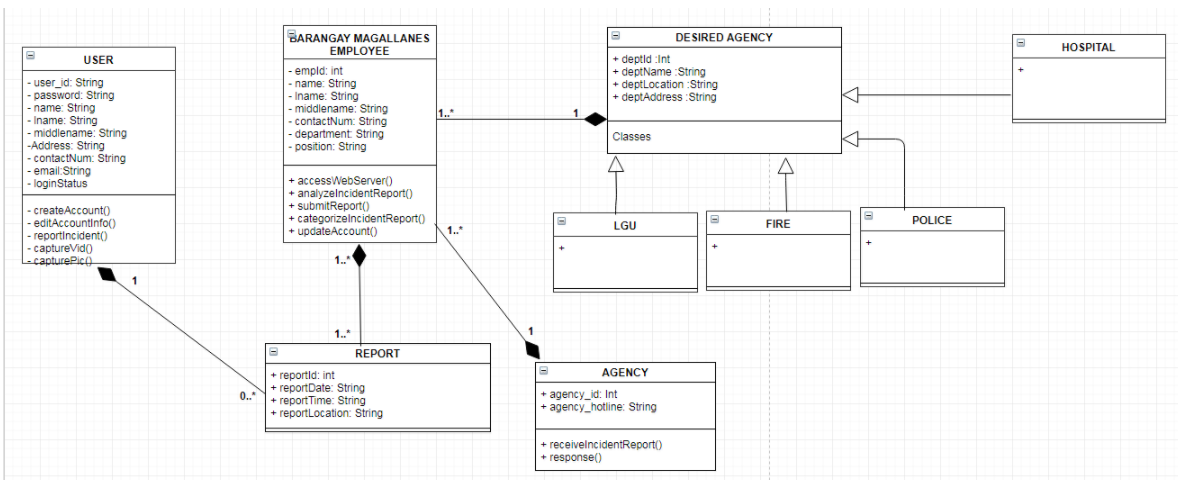 USER
- user_id: String
- password: String
- name: String
- lname: String
- middlename: String
-Address: String
- contactNum: String
- email:String
- loginStatus
- createAccount()
- editAccountInfo()
- reportIncident()
- captureVid()
- capturePic()
1
0..*
BARANGAY MAGALLANES
EMPLOYEE
- empId: int
- name: String
- lname: String
- middlename: String
- contactNum: String
- department: String
- position: String
+ accessWebServer()
+ analyzeIncidentReport()
+ submitReport()
+ categorizeIncidentReport()
+ updateAccount()
1..*
1
1..*
1..*
1..*
1
DESIRED AGENCY
+ deptId :Int
+ deptName :String
+ deptLocation :String
+ deptAddress :String
Classes
HOSPITAL
+
LGU
+
FIRE
+
POLICE
+
REPORT
+ reportId: int
+ reportDate: String
+ reportTime: String
+ reportLocation: String
AGENCY
+ agency_id: Int
+ agency_hotline: String
+ receiveIncidentReport()
+ response()